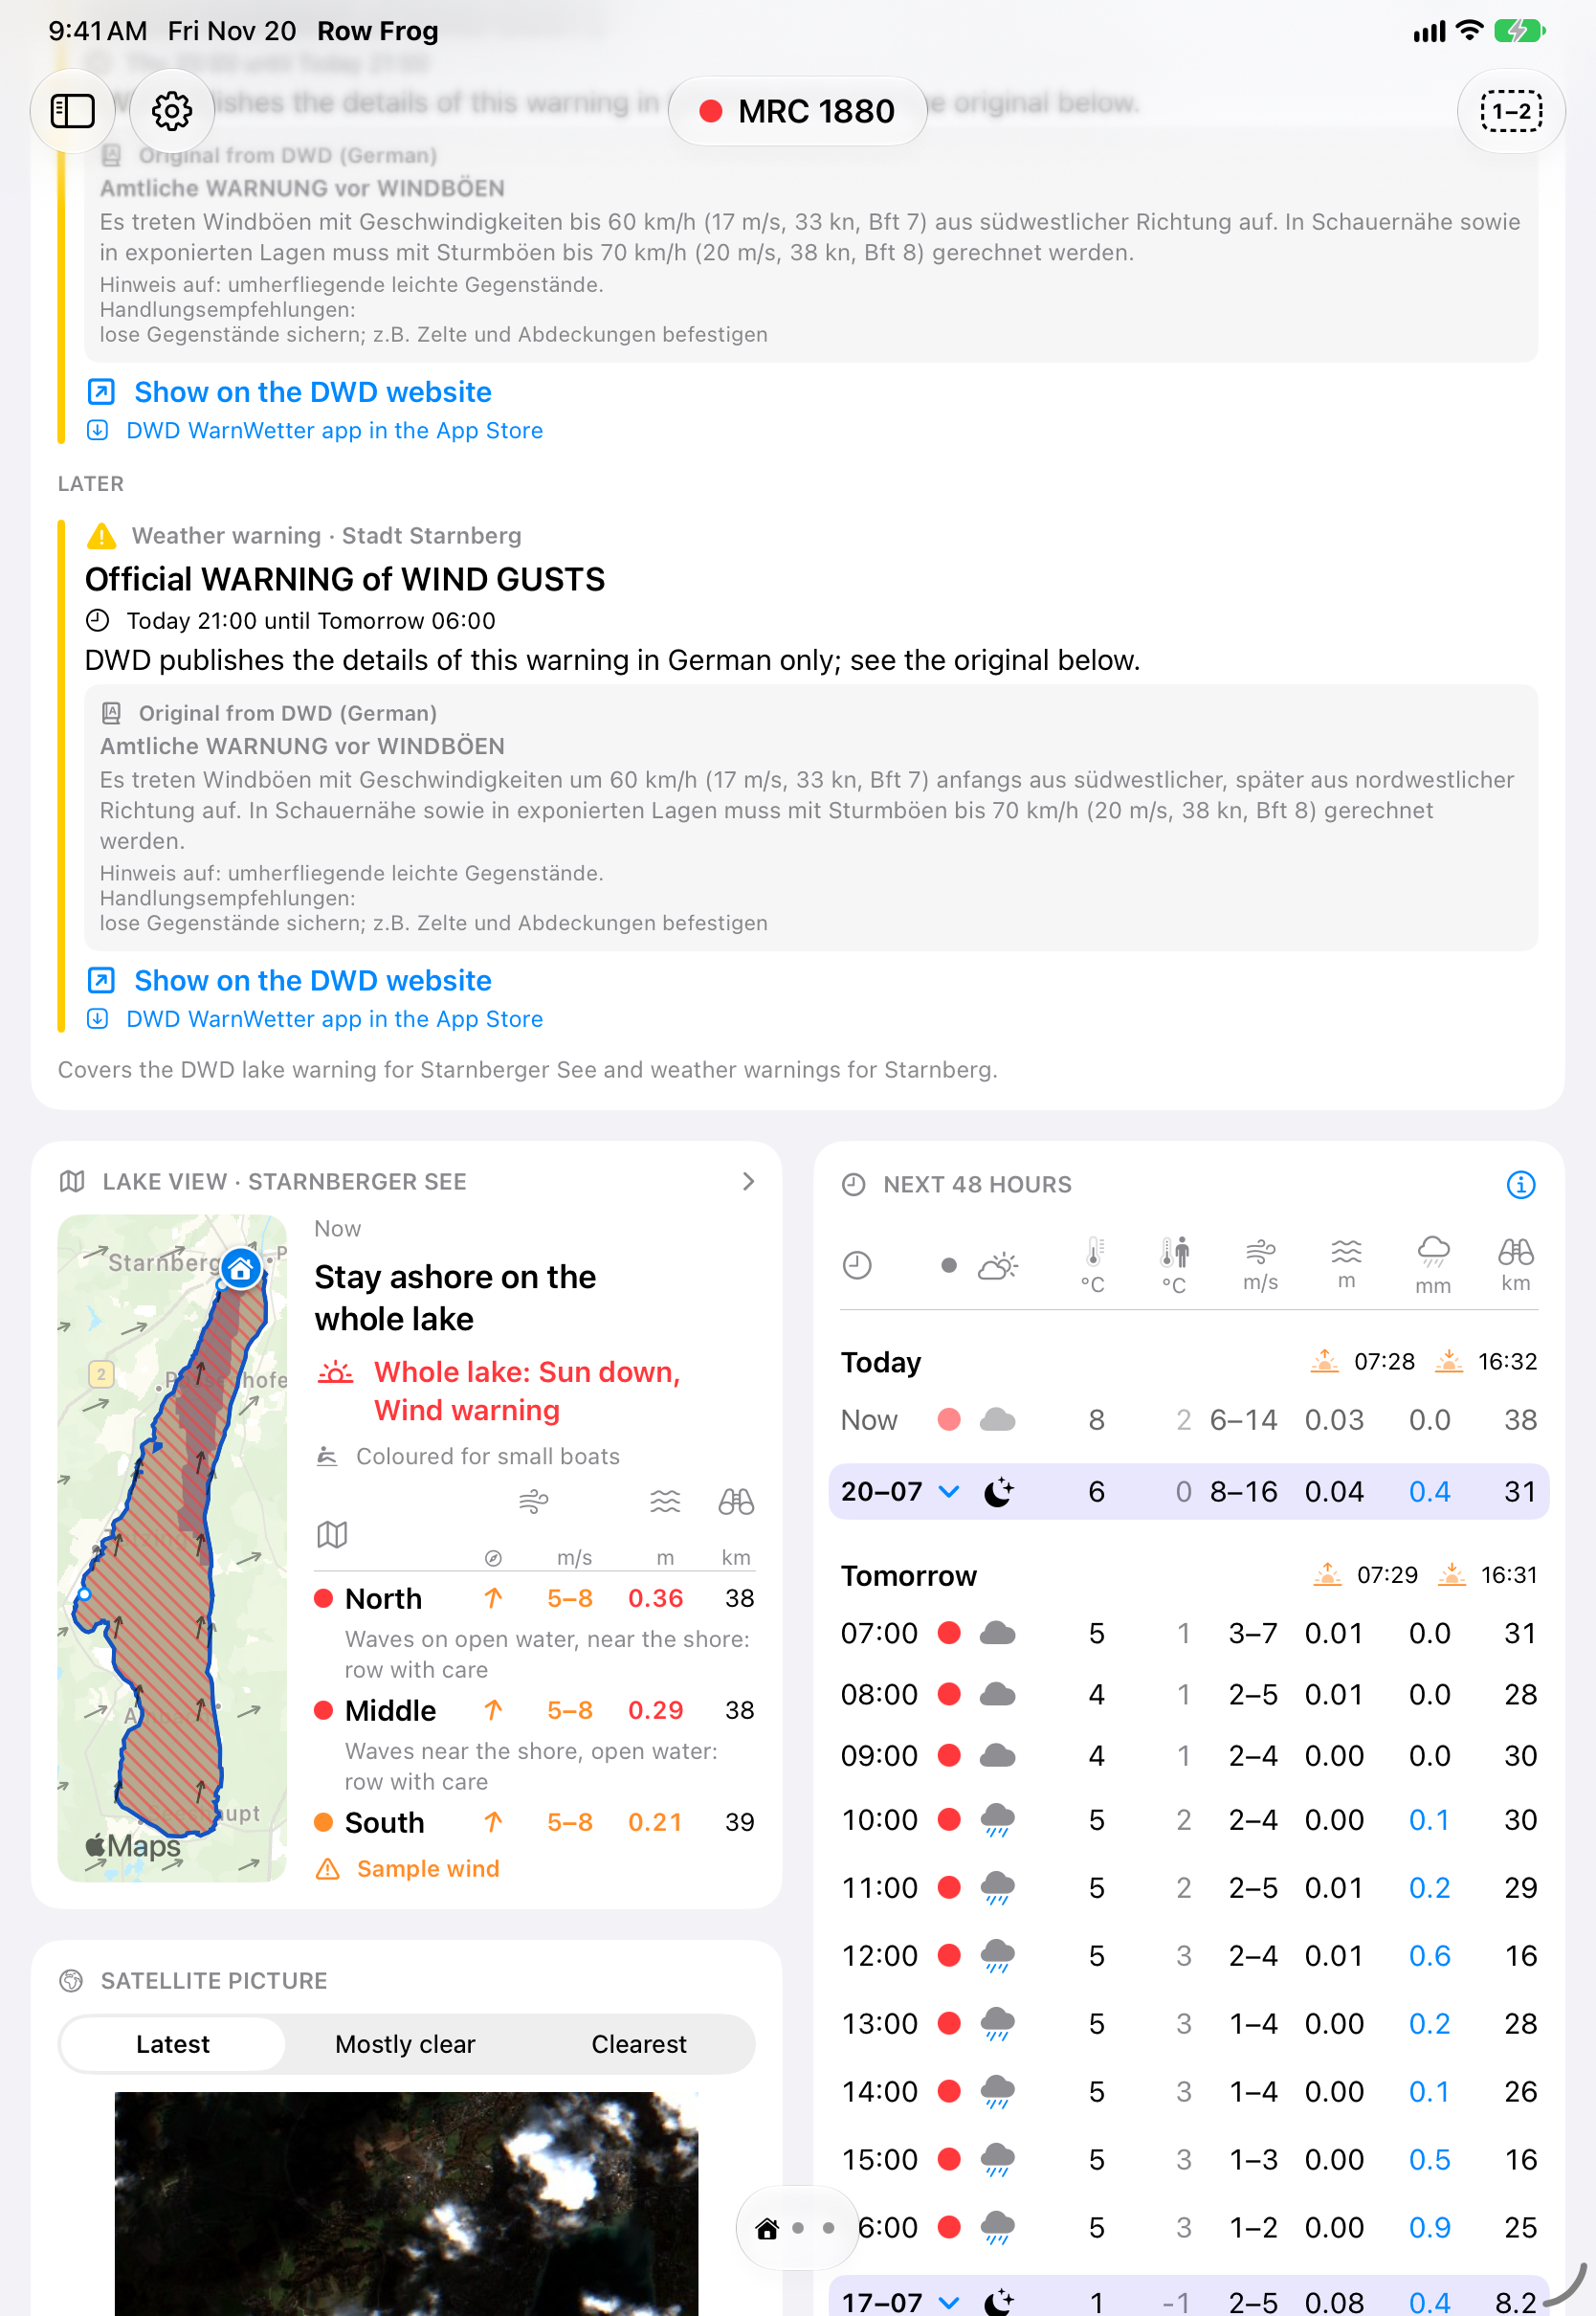 9:41 AM Fri Nov 20 Row Frog
MRC 1880
1–2
ishes the details of this warning in
e original below.
Original from DWD (German)
Amtliche WARNUNG vor WINDBÖEN
Es treten Windböen mit Geschwindigkeiten bis 60 km/h (17 m/s, 33 kn, Bft 7) aus südwestlicher Richtung auf. In Schauernähe sowie
in exponierten Lagen muss mit Sturmböen bis 70 km/h (20 m/s, 38 kn, Bft 8) gerechnet werden.
Hinweis auf: umherfliegende leichte Gegenstände.
Handlungsempfehlungen:
lose Gegenstände sichern; z.B. Zelte und Abdeckungen befestigen
Show on the DWD website
DWD WarnWetter app in the App Store
LATER
Weather warning · Stadt Starnberg
Official WARNING of WIND GUSTS
Today 21:00 until Tomorrow 06:00
DWD publishes the details of this warning in German only; see the original below.
Original from DWD (German)
Amtliche WARNUNG vor WINDBÖEN
Es treten Windböen mit Geschwindigkeiten um 60 km/h (17 m/s, 33 kn, Bft 7) anfangs aus südwestlicher, später aus nordwestlicher
Richtung auf. In Schauernähe sowie in exponierten Lagen muss mit Sturmböen bis 70 km/h (20 m/s, 38 kn, Bft 8) gerechnet
werden.
Hinweis auf: umherfliegende leichte Gegenstände.
Handlungsempfehlungen:
lose Gegenstände sichern; z.B. Zelte und Abdeckungen befestigen
Show on the DWD website
DWD WarnWetter app in the App Store
Covers the DWD lake warning for Starnberger See and weather warnings for Starnberg.
LAKE VIEW · STARNBERGER SEE
Starnberg
2
Maps
Now
Stay ashore on the
whole lake
Whole lake: Sun down,
Wind warning
Coloured for small boats
m/s m km
North 5–8 0.36 38
Waves on open water, near the shore:
row with care
Middle 5–8 0.29 38
Waves near the shore, open water:
row with care
South 5–8 0.21 39
Sample wind
SATELLITE PICTURE
Latest Mostly clear Clearest
NEXT 48 HOURS
°C °C m/s m mm km
Today 07:28 16:32
Now 8 2 6–14 0.03 0.0 38
20–07 6 0 8–16 0.04 0.4 31
Tomorrow 07:29 16:31
07:00 5 1 3–7 0.01 0.0 31
08:00 4 1 2–5 0.01 0.0 28
09:00 4 1 2–4 0.00 0.0 30
10:00 5 2 2–4 0.00 0.1 30
11:00 5 2 2–5 0.01 0.2 29
12:00 5 3 2–4 0.01 0.6 16
13:00 5 3 1–4 0.00 0.2 28
14:00 5 3 1–4 0.00 0.1 26
15:00 5 3 1–3 0.00 0.5 16
6:00 5 3 1–2 0.00 0.9 25
17–07 1 -1 2–5 0.08 0.4 8.2